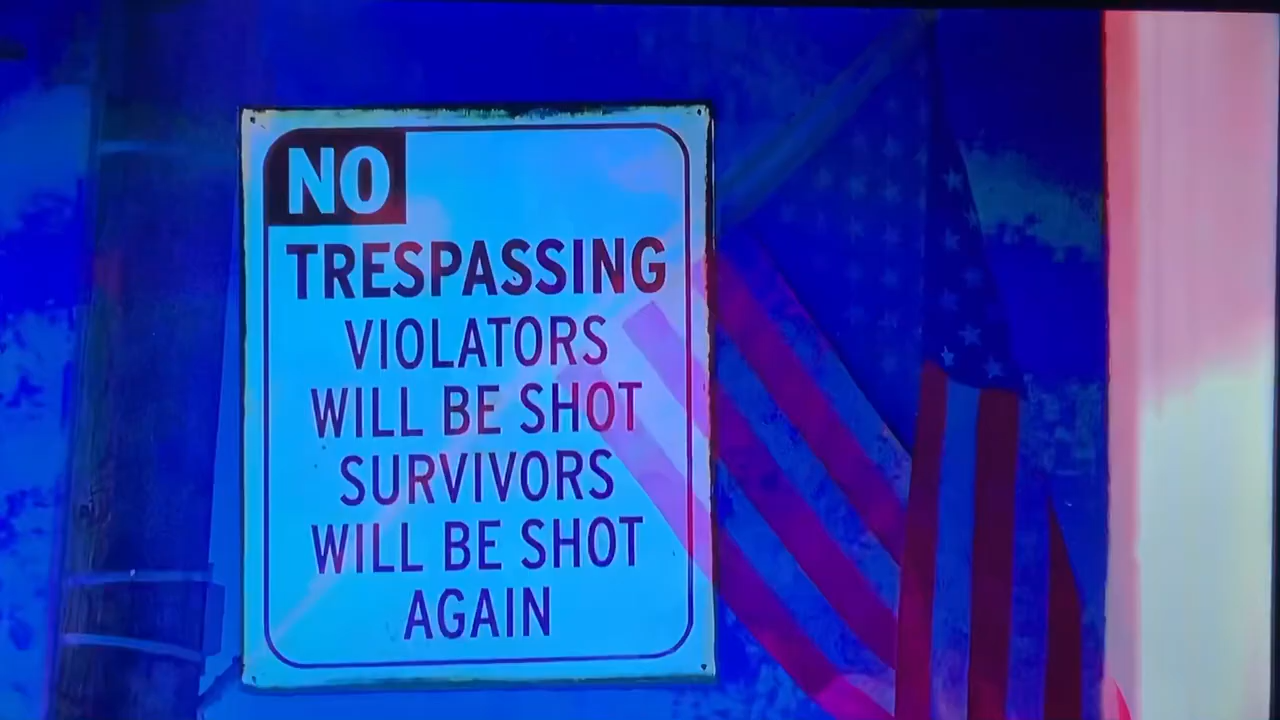 NO
TRESPASSING
VIOLATORS
WILL BE SHOT
SURVIVORS
WILL BE SHOT
AGAIN